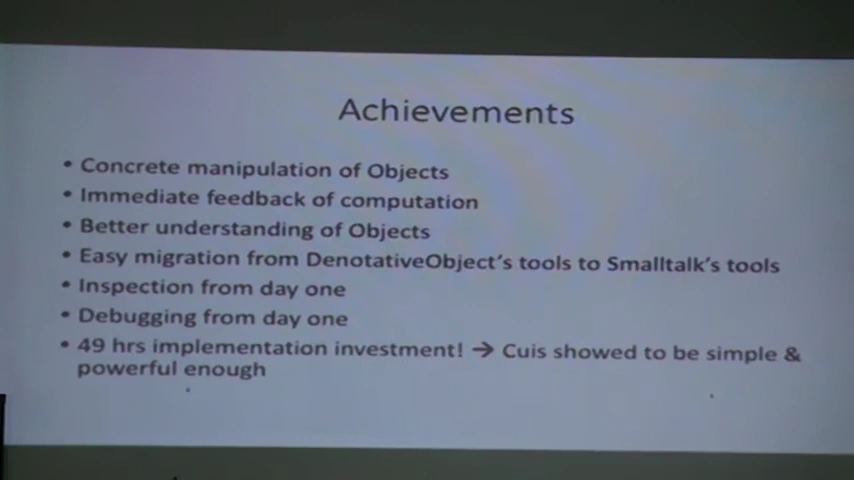 Achievements
• Concrete manipulation of Objects
• Immediate feedback of computation
• Better understanding of Objects
• Easy migration from DenotativeObject's tools to Smalltalk's tools
• Inspection from day one
• Debugging from day one
• 49 hrs implementation investment! → Cuis showed to be simple &
powerful enough